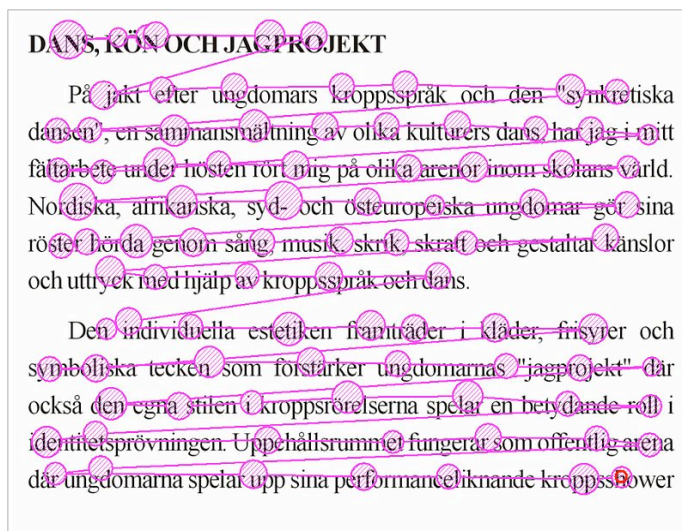 DANS, KÖN OCH JAGPROJEKT
På jakt efter ungdomars kroppsspråk och den "synkretiska
dansen", en sammansmältning av olika kulturers dans, har jag i mitt
fältarbete under hösten rört mig på olika arenor inom skolans värld.
Nordiska, afrikanska, syd- och östeuropeiska ungdomar gör sina
röster hörda genom sång, musik, skrik, skratt och gestaltar känslor
och uttryck med hjälp av kroppsspråk och dans.
Den individuella estetiken framträder i kläder, frisyrer och
symboliska tecken som förstärker ungdomarnas "jagprojekt" där
också den egna stilen i kroppsrörelserna spelar en betydande roll i
identitetsprövningen. Uppehållsrummet fungerar som offentlig arena
där ungdomarna spelar upp sina performanceliknande kroppsshower